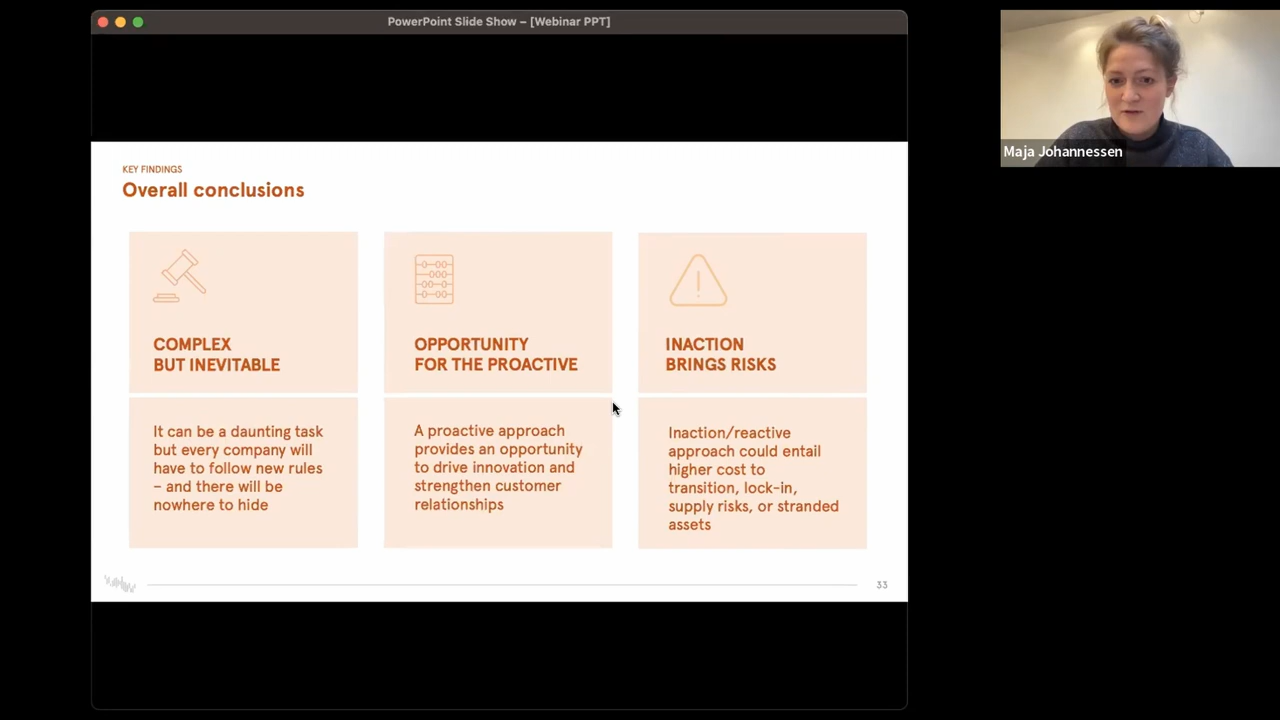 PowerPoint Slide Show – [Webinar PPT]
Maja Johannessen
KEY FINDINGS
Overall conclusions
COMPLEX
BUT INEVITABLE
It can be a daunting task
but every company will
have to follow new rules
– and there will be
nowhere to hide
OPPORTUNITY
FOR THE PROACTIVE
A proactive approach
provides an opportunity
to drive innovation and
strengthen customer
relationships
INACTION
BRINGS RISKS
Inaction/reactive
approach could entail
higher cost to
transition, lock-in,
supply risks, or stranded
assets
33